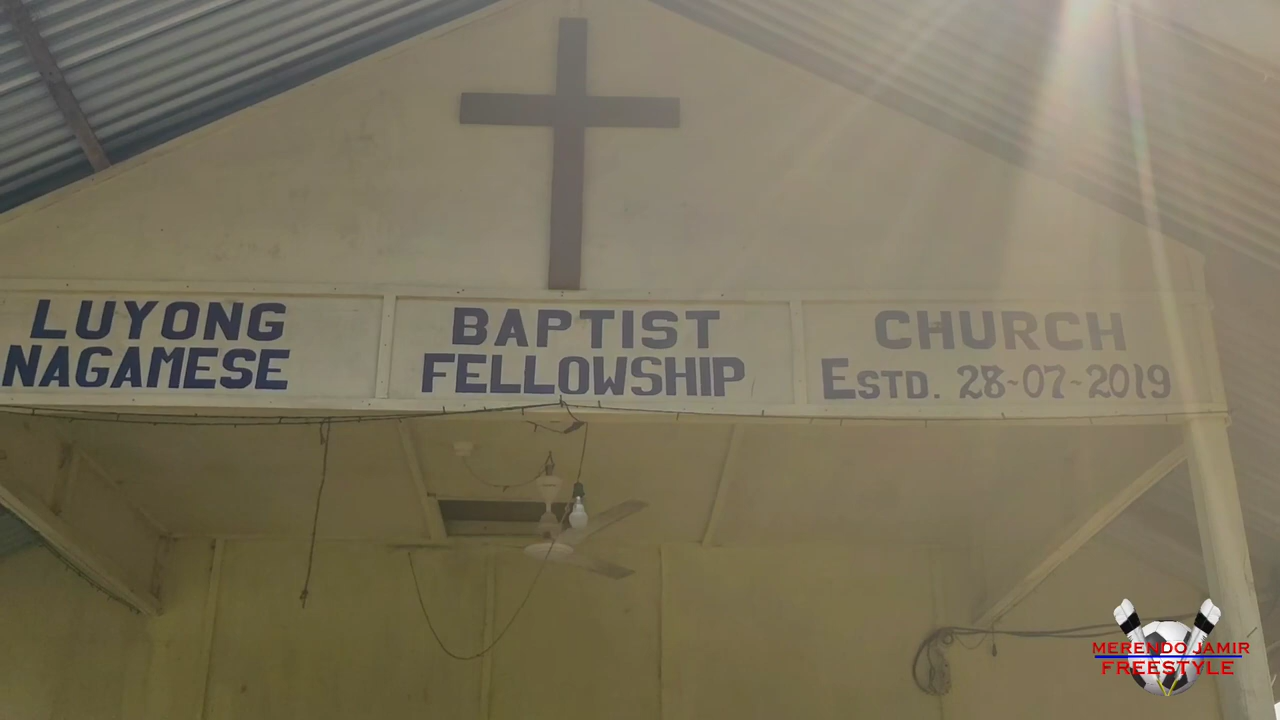 LUYONG BAPTIST CHURCH
NAGAMESE FELLOWSHIP ESTD. 28-07-2019
MERENDO JAMIR
FREESTYLE